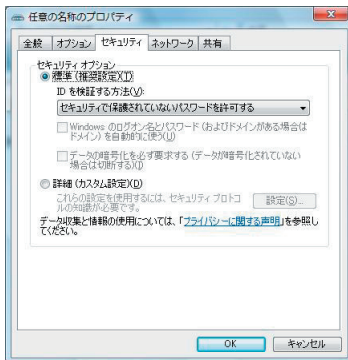 任意の名称のプロパティ
全般 オプション セキュリティ ネットワーク 共有
セキュリティ オプション
標準 (推奨設定)(T)
ID を検証する方法(V):
セキュリティで保護されていないパスワードを許可する
Windows のログオン名とパスワード (およびドメインがある場合は
ドメイン) を自動的に使う(U)
データの暗号化を必ず要求する (データが暗号化されていない
場合は切断する)(I)
詳細 (カスタム設定)(D)
これらの設定を使用するには、セキュリティ プロトコ
ルの知識が必要です。
設定(S)...
データ収集と情報の使用については、「プライバシーに関する声明」を参照し
てください。
OK キャンセル